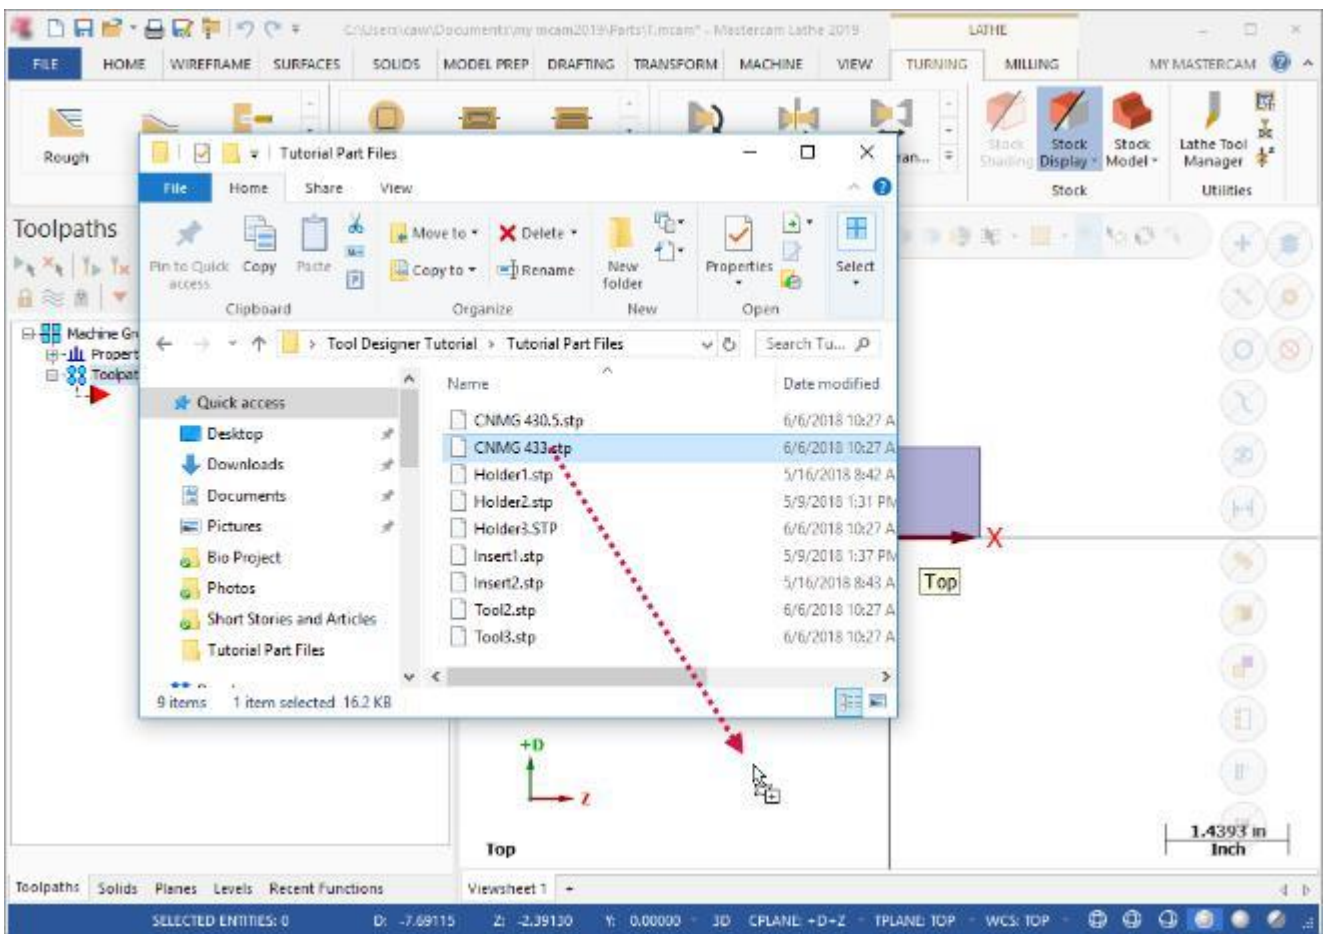 C:\Users\caw\Documents\my mcam2019\Parts\T.mcam* - Mastercam Lathe 2019
LATHE
FILE HOME WIREFRAME SURFACES SOLIDS MODEL PREP DRAFTING TRANSFORM MACHINE VIEW TURNING MILLING MY MASTERCAM
Rough
Stock Shading
Stock Display
Stock Model
Lathe Tool Manager
Stock
Utilities
Tutorial Part Files
File Home Share View
Pin to Quick access
Copy
Paste
Move to
Copy to
Delete
Rename
New folder
Properties
Select
Clipboard
Organize
New
Open
Tool Designer Tutorial > Tutorial Part Files
Search Tu...
Toolpaths
Machine Gr
Propert
Toolpat
Quick access
Desktop
Downloads
Documents
Pictures
Bio Project
Photos
Short Stories and Articles
Tutorial Part Files
Name Date modified
CNMG 430.5.stp 6/6/2018 10:27 A
CNMG 433.stp 6/6/2018 10:27 A
Holder1.stp 5/16/2018 8:42 A
Holder2.stp 5/9/2018 1:31 PM
Holder3.STP 6/6/2018 10:27 A
Insert1.stp 5/9/2018 1:37 PM
Insert2.stp 5/16/2018 8:43 A
Tool2.stp 6/6/2018 10:27 A
Tool3.stp 6/6/2018 10:27 A
9 items 1 item selected 16.2 KB
X
Top
+D
Z
Top
1.4393 in
Inch
Toolpaths Solids Planes Levels Recent Functions
Viewsheet 1 +
SELECTED ENTITIES: 0 D: -7.69115 Z: -2.39130 Y: 0.00000 3D CPLANE: +D+Z TPLANE: TOP WCS: TOP